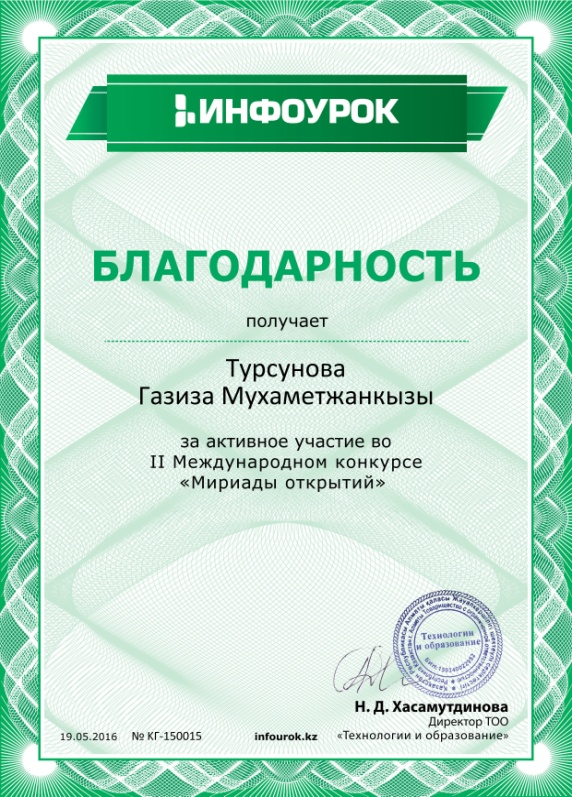 ИНФОУРОК
БЛАГОДАРНОСТЬ
получает
Турсунова
Газиза Мухаметжанкызы
за активное участие во
II Международном конкурсе
«Мириады открытий»
Технологии
и образование
Н. Д. Хасамутдинова
Директор ТОО
19.05.2016 № КГ-150015 infourok.kz «Технологии и образование»